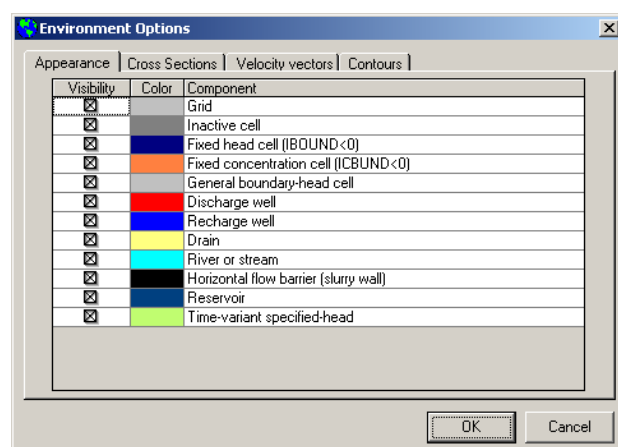 Environment Options
Appearance Cross Sections Velocity vectors Contours
Visibility Color Component
Grid
Inactive cell
Fixed head cell (IBOUND<0)
Fixed concentration cell (ICBUND<0)
General boundary-head cell
Discharge well
Recharge well
Drain
River or stream
Horizontal flow barrier (slurry wall)
Reservoir
Time-variant specified-head
OK Cancel